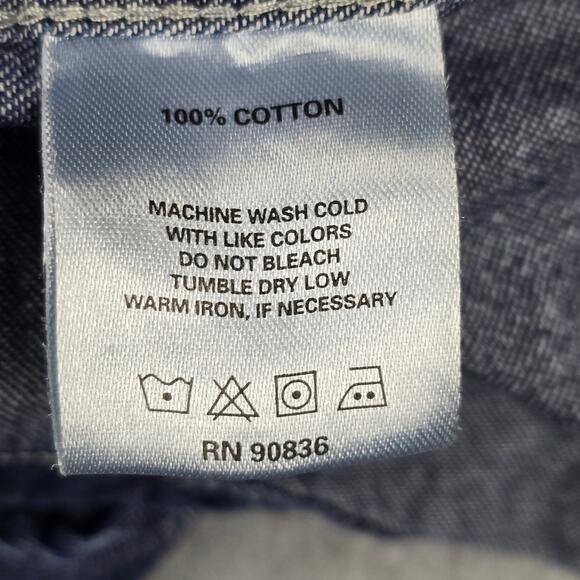 100% COTTON
MACHINE WASH COLD
WITH LIKE COLORS
DO NOT BLEACH
TUMBLE DRY LOW
WARM IRON, IF NECESSARY
RN 90836